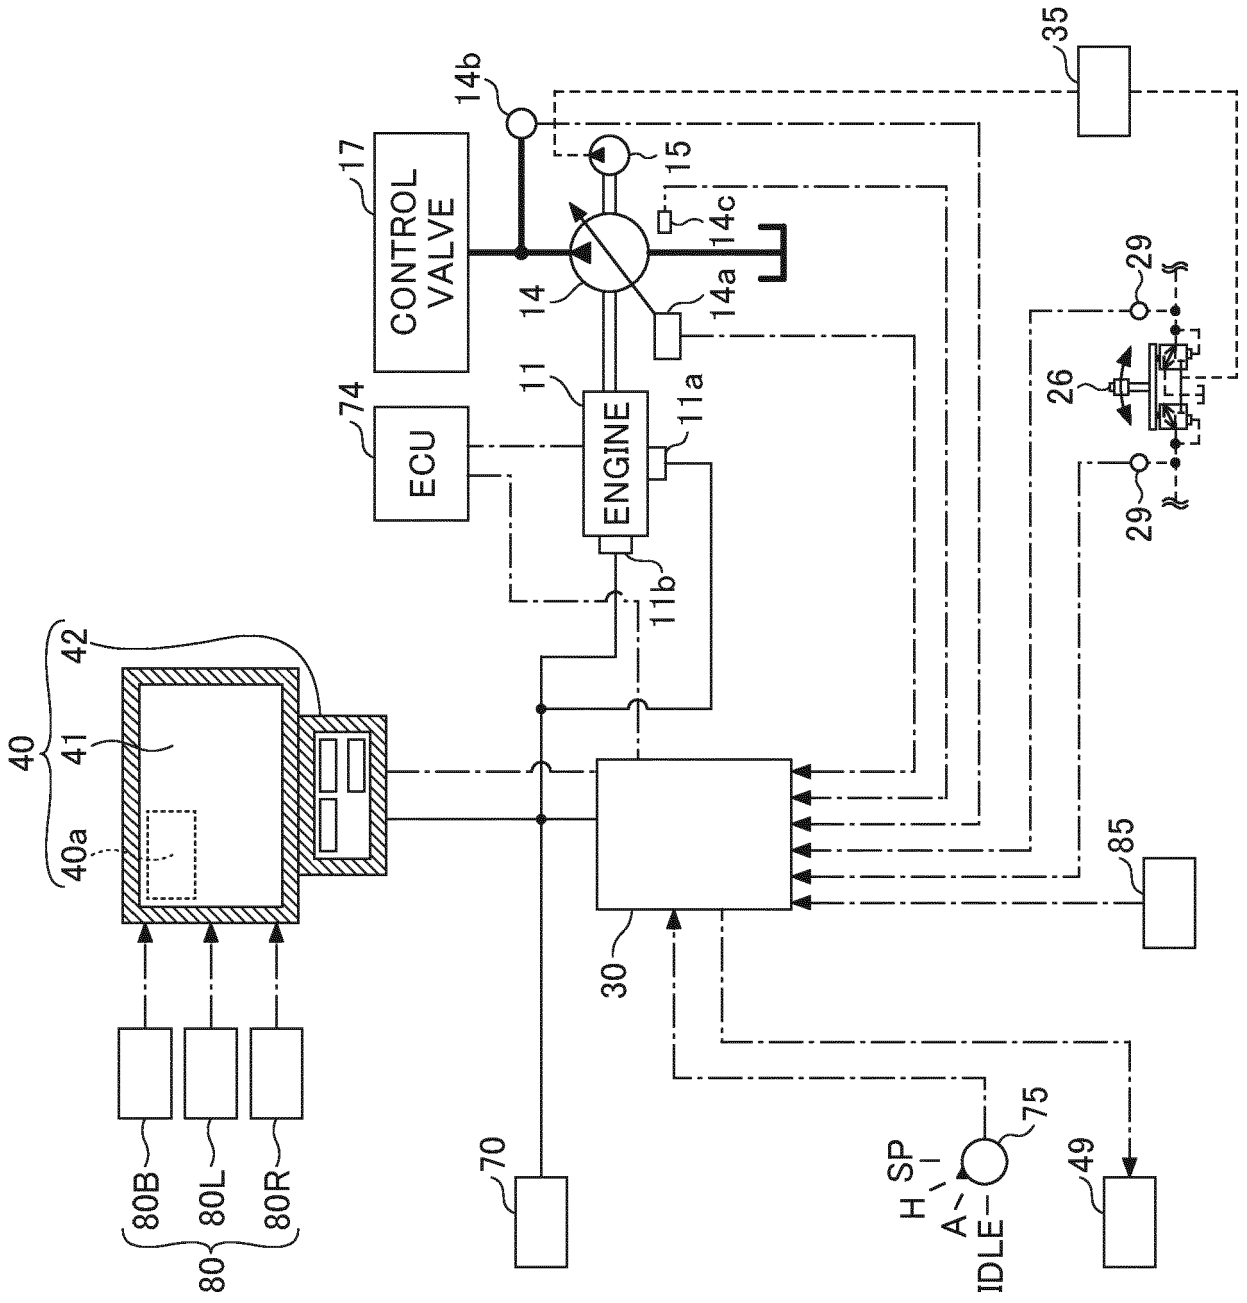 40
40a 41 42
80B
80 80L
80R
74 17
ECU CONTROL
VALVE
14b
70
11 14
30 ENGINE
11b 11a 15
14a 14c
SP
H
A
IDLE
75 26 35
49
85 29 29